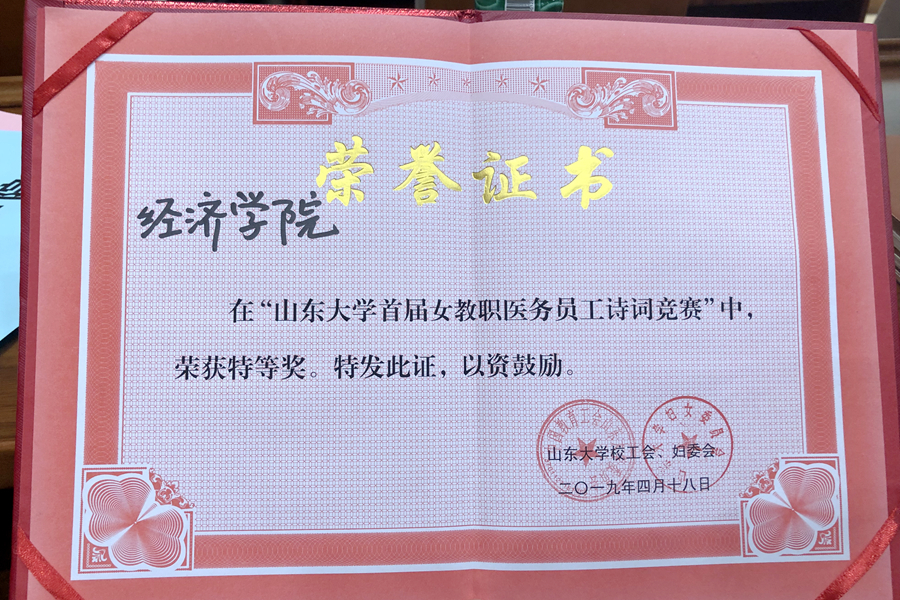 荣誉证书
经济学院
在“山东大学首届女教职医务员工诗词竞赛”中，
荣获特等奖。特发此证，以资鼓励。
山东大学校工会、妇委会
二〇一九年四月十八日